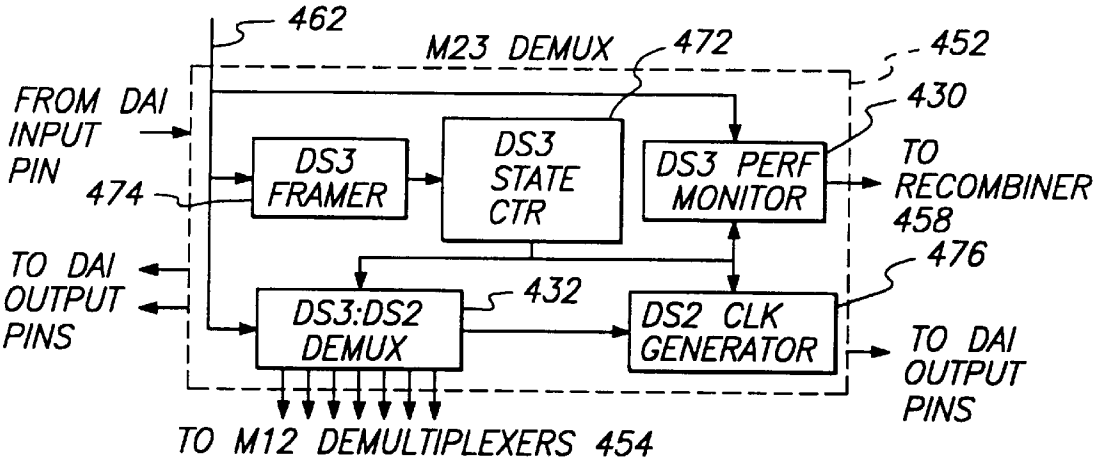 462
M23 DEMUX
472
452
FROM DAI
INPUT
PIN
430
DS3
FRAMER
DS3
STATE
CTR
DS3 PERF
MONITOR
TO
RECOMBINER
458
474
476
TO DAI
OUTPUT
PINS
DS3:DS2
DEMUX
432
DS2 CLK
GENERATOR
TO DAI
OUTPUT
PINS
TO M12 DEMULTIPLEXERS 454